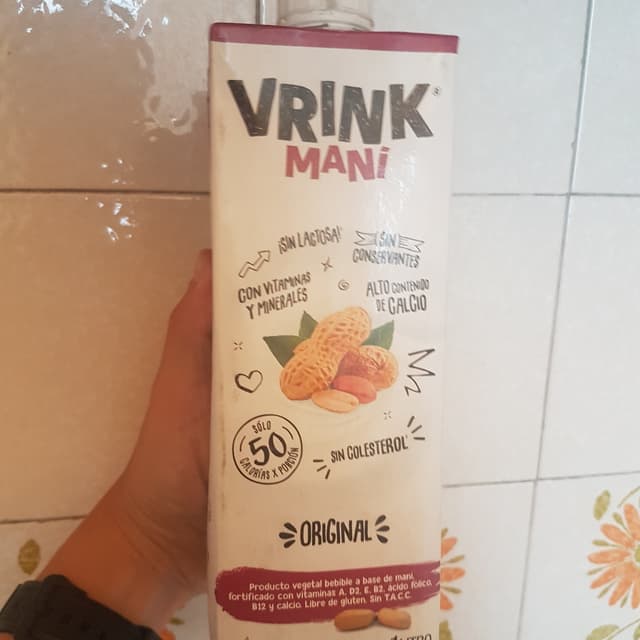 VRINK®
MANÍ
¡SIN LACTOSA!
SIN
CONSERVANTES
CON VITAMINAS
Y MINERALES
ALTO CONTENIDO
DE CALCIO
SÓLO
50
CALORÍAS X PORCIÓN
SIN COLESTEROL
ORIGINAL
Producto vegetal bebible a base de maní,
fortificado con vitaminas A, D2, E, B2, ácido fólico,
B12 y calcio. Libre de gluten. Sin T.A.C.C.
LITRO